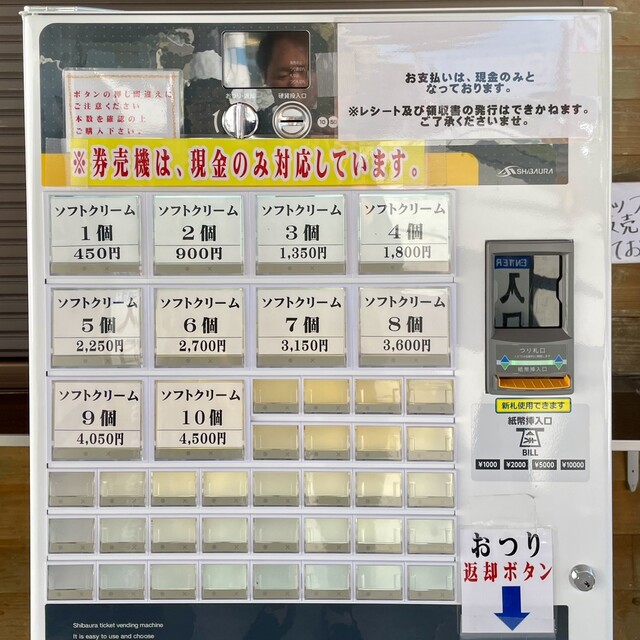 お支払いは、現金のみと
なっております。
※レシート及び領収書の発行はできかねます。
ご了承くださいませ。
ボタンの押し間違えに
ご注意ください
本数を確認の上
ご購入下さい。
硬貨投入口
※券売機は、現金のみ対応しています。
SHIBAURA
ソフトクリーム
1個
450円
ソフトクリーム
2個
900円
ソフトクリーム
3個
1,350円
ソフトクリーム
4個
1,800円
ソフトクリーム
5個
2,250円
ソフトクリーム
6個
2,700円
ソフトクリーム
7個
3,150円
ソフトクリーム
8個
3,600円
ソフトクリーム
9個
4,050円
ソフトクリーム
10個
4,500円
つり札口
紙幣挿入口
新札使用できます
紙幣挿入口
BILL
¥1000 ¥2000 ¥5000 ¥10000
おつり
返却ボタン
Shibaura ticket vending machine
It is easy to use and choose